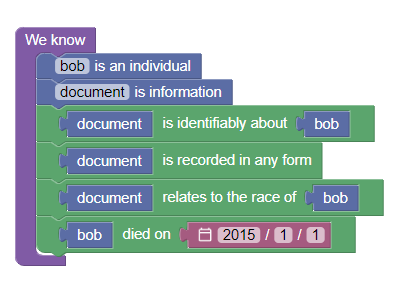 We know
bob is an individual
document is information
document is identifiably about bob
document is recorded in any form
document relates to the race of bob
bob died on 2015 / 1 / 1